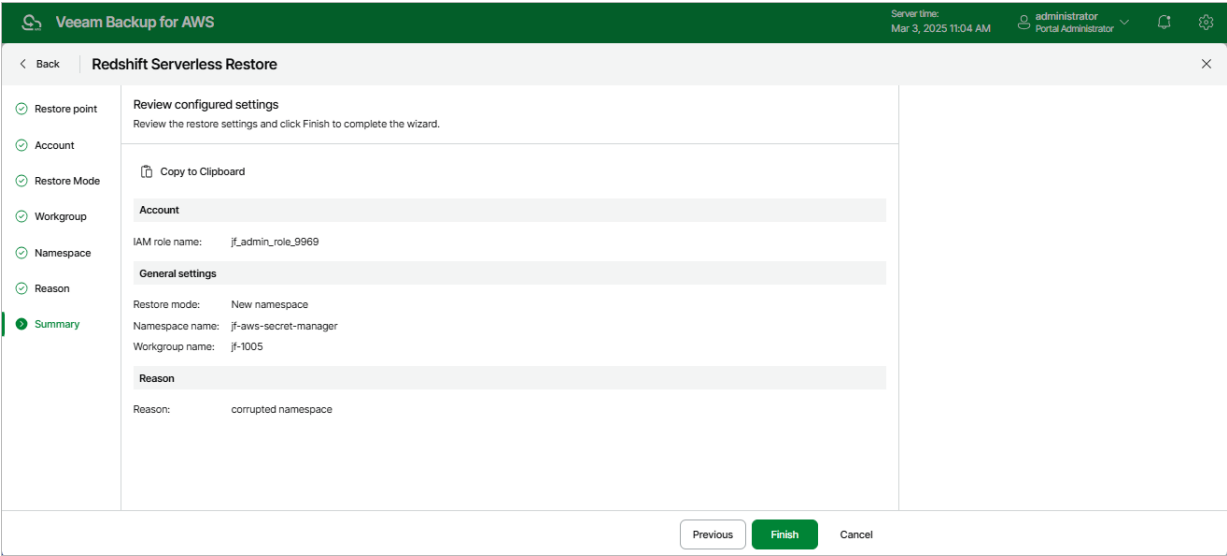 Veeam Backup for AWS
Server time:
Mar 3, 2025 11:04 AM
administrator
Portal Administrator
Back
Redshift Serverless Restore
Restore point
Account
Restore Mode
Workgroup
Namespace
Reason
Summary
Review configured settings
Review the restore settings and click Finish to complete the wizard.
Copy to Clipboard
Account
IAM role name: jf_admin_role_9969
General settings
Restore mode: New namespace
Namespace name: jf-aws-secret-manager
Workgroup name: jf-1005
Reason
Reason: corrupted namespace
Previous Finish Cancel